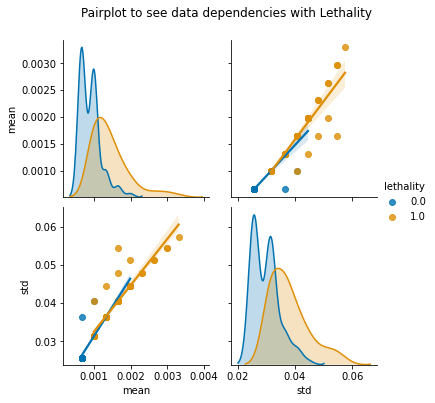 Pairplot to see data dependencies with Lethality
0.0030
0.0025
0.0020
0.0015
0.0010
mean
lethality
0.0
1.0
0.06
0.05
0.04
0.03
std
0.001 0.002 0.003 0.004
mean
0.02 0.04 0.06
std